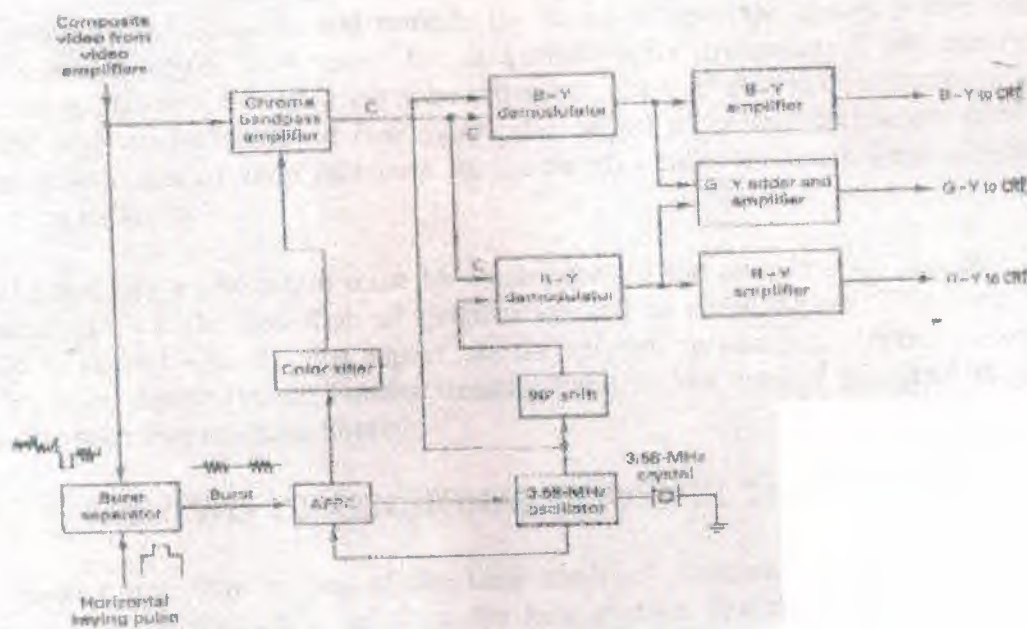 Composite
video from
video
amplifiers
Chroma
bandpass
amplifier
C
C
B-Y
demodulator
B-Y
amplifier
B-Y to CRT
G-Y adder and
amplifier
G-Y to CRT
C
R-Y
demodulator
R-Y
amplifier
R-Y to CRT
Color killer
90° shift
3.58-MHz
crystal
Burst
separator
Burst
AFPC
3.58-MHz
oscillator
Horizontal
keying pulse